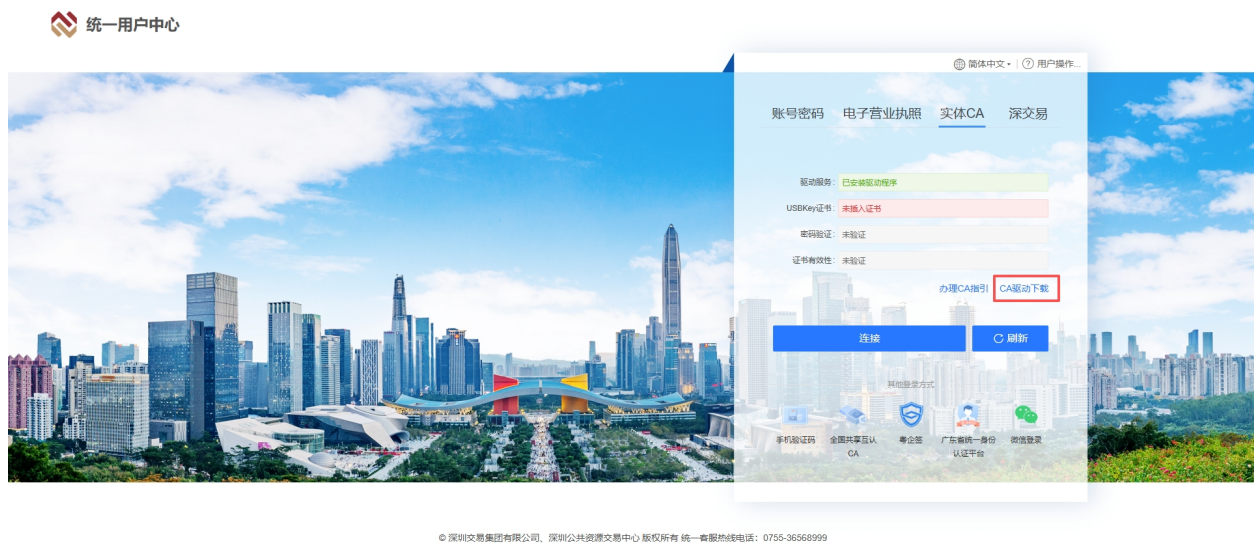 统一用户中心
简体中文 | ? 用户操作...
账号密码 电子营业执照 实体CA 深交易
驱动服务: 已安装驱动程序
USBKey证书: 未插入证书
密码验证: 未验证
证书有效性: 未验证
办理CA指引 CA驱动下载
连接 刷新
其他登录方式
手机验证码 全国共享互认CA 粤企签 广东省统一身份认证平台 微信登录
© 深圳交易集团有限公司、深圳公共资源交易中心 版权所有 统一客服热线电话：0755-36568999